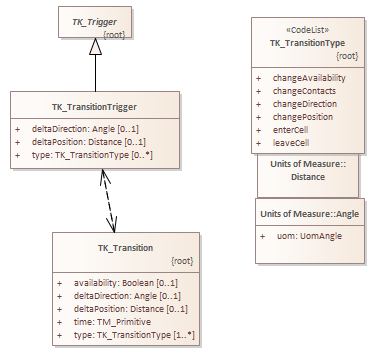 TK_Trigger
{root}
TK_TransitionTrigger
+ deltaDirection: Angle [0..1]
+ deltaPosition: Distance [0..1]
+ type: TK_TransitionType [0..*]
TK_Transition
{root}
+ availability: Boolean [0..1]
+ deltaDirection: Angle [0..1]
+ deltaPosition: Distance [0..1]
+ time: TM_Primitive
+ type: TK_TransitionType [1..*]
«CodeList»
TK_TransitionType
{root}
+ changeAvailability
+ changeContacts
+ changeDirection
+ changePosition
+ enterCell
+ leaveCell
Units of Measure::
Distance
Units of Measure::Angle
+ uom: UomAngle